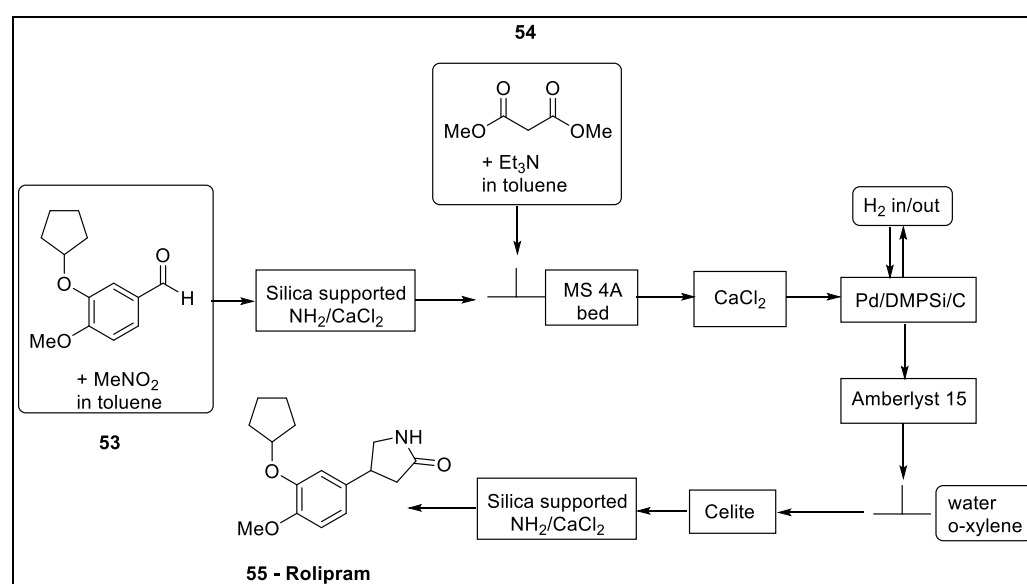 54
O O
MeO OMe
+ Et3N
in toluene
H2 in/out
O
O
H
MeO
+ MeNO2
in toluene
53
Silica supported
NH2/CaCl2
MS 4A
bed
CaCl2
Pd/DMPSi/C
Amberlyst 15
water
o-xylene
Celite
Silica supported
NH2/CaCl2
NH
O
O
MeO
55 - Rolipram